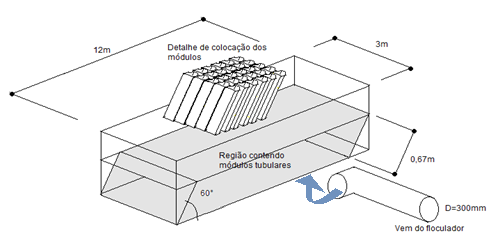 12m
3m
Detalhe de colocação dos
módulos
Região contendo
módulos tubulares
0,67m
60°
D=300mm
Vem do floculador